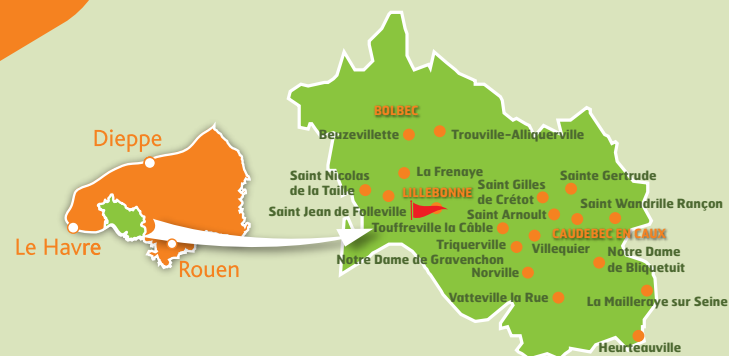 Dieppe
Le Havre
Rouen
BOLBEC
Beuzevillette
Trouville-Alliquerville
La Frenaye
Saint Nicolas
de la Taille
LILLEBONNE
Saint Jean de Folleville
Sainte Gertrude
Saint Gilles
de Crétot
Saint Wandrille Rançon
Saint Arnoult
Touffreville la Câble
CAUDEBEC EN CAUX
Triquerville
Villequier
Notre Dame
de Bliquetuit
Notre Dame de Gravenchon
Norville
Vatteville la Rue
La Mailleraye sur Seine
Heurteauville